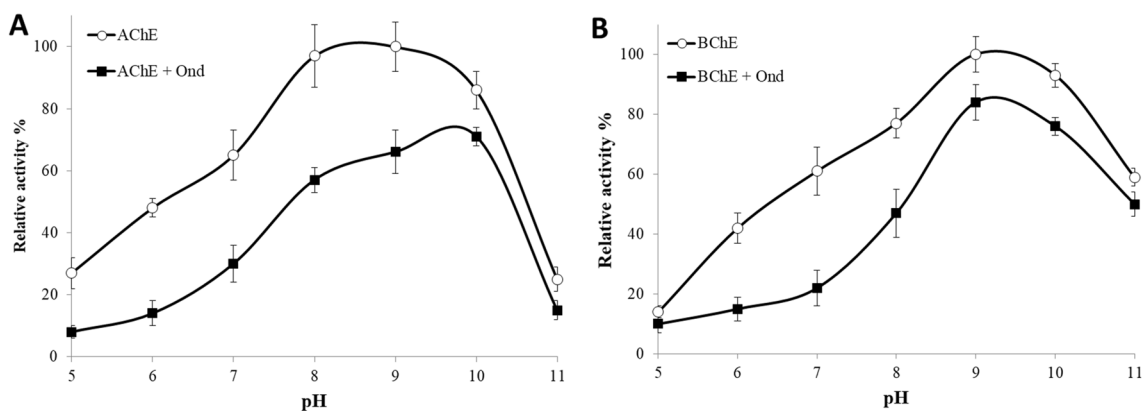 A
AChE
AChE + Ond
Relative activity %
100
80
60
40
20
0
5 6 7 8 9 10 11
pH
B
BChE
BChE + Ond
Relative activity %
100
80
60
40
20
0
5 6 7 8 9 10 11
pH